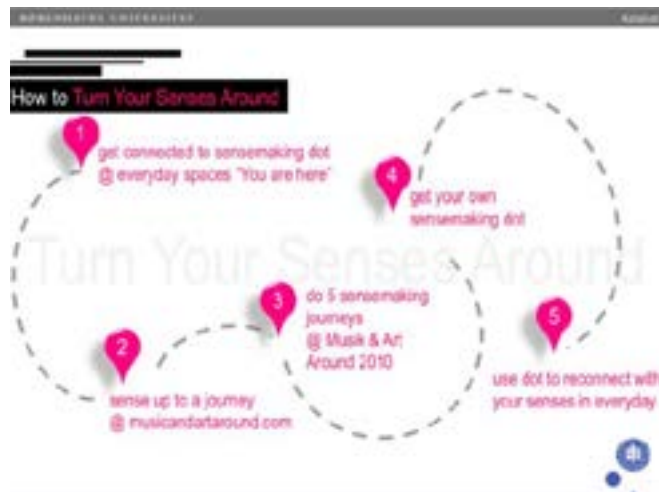 KØBENHAVNS UNIVERSITET
How to Turn Your Senses Around
Turn Your Senses Around
1
get connected to sensemaking dot
@ everyday spaces "You are here"
2
sense up to a journey
@ musicandartaround.com
3
do 5 sensemaking
journeys
@ Musik & Art
Around 2010
4
get your own
sensemaking dot
5
use dot to reconnect with
your senses in everyday